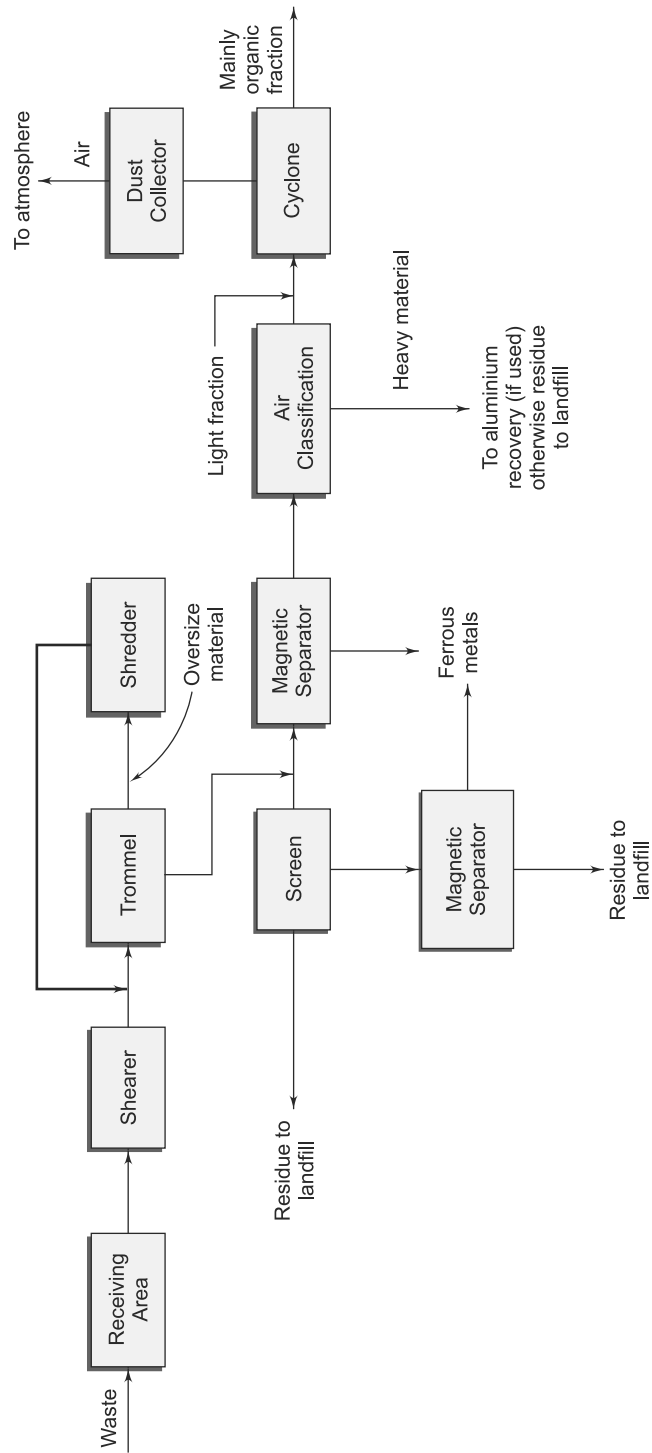 Waste
Receiving
Area
Shearer
Trommel
Oversize
material
Shredder
Residue to
landfill
Screen
Magnetic
Separator
Residue to
landfill
Ferrous
metals
Magnetic
Separator
Air
Classification
Light fraction
Heavy material
To aluminium
recovery (if used)
otherwise residue
to landfill
Cyclone
Mainly
organic
fraction
Dust
Collector
Air
To atmosphere